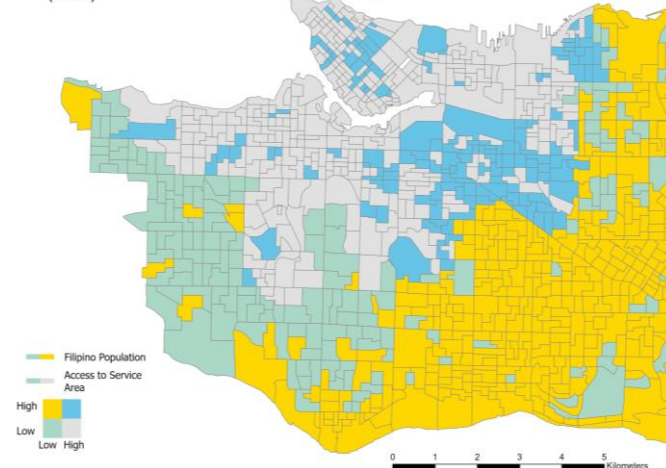 Filipino Population
Access to Service
Area
High
Low
Low High
0 1 2 3 4 5
Kilometers